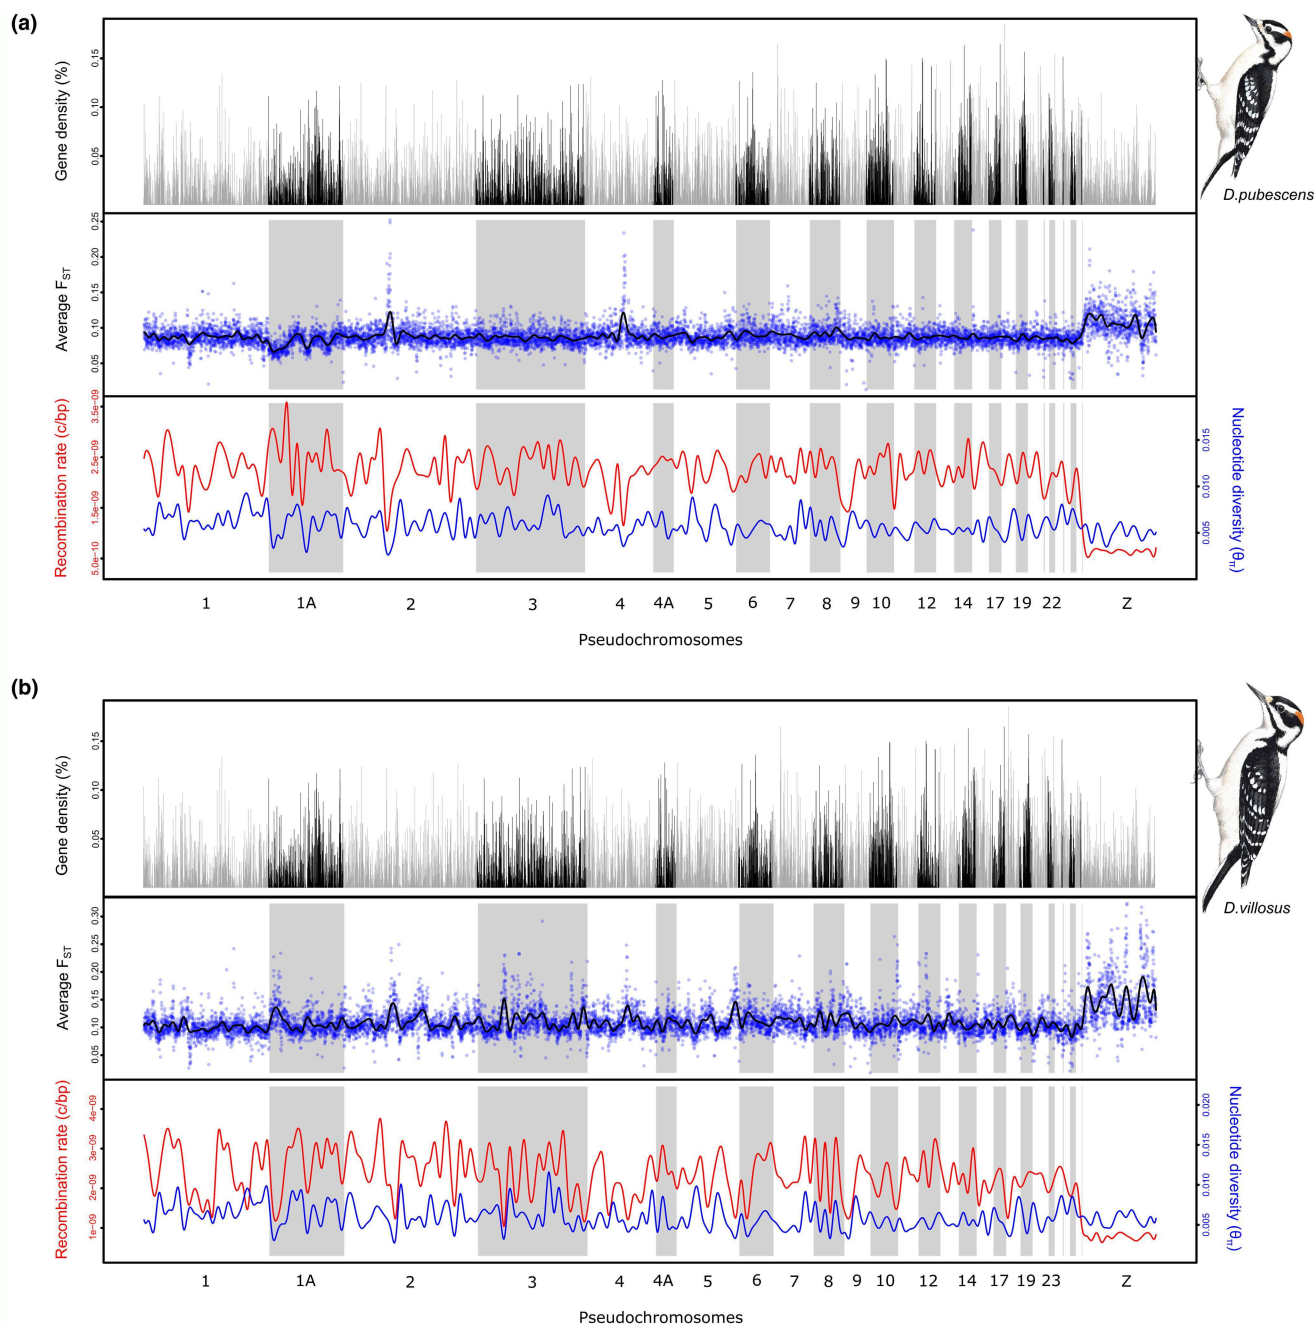 (a)
Gene density (%)
0.05
0.10
0.15
D.pubescens
Average FST
0.05
0.10
0.15
0.20
0.25
Recombination rate (c/bp)
5.0e−10
1.5e−09
2.5e−09
3.5e−09
Nucleotide diversity (θπ)
0.005
0.010
0.015
1 1A 2 3 4 4A 5 6 7 8 9 10 12 14 17 19 22 Z
Pseudochromosomes
(b)
Gene density (%)
0.05
0.10
0.15
D.villosus
Average FST
0.05
0.10
0.15
0.20
0.25
0.30
Recombination rate (c/bp)
1e−09
2e−09
3e−09
4e−09
Nucleotide diversity (θπ)
0.005
0.010
0.015
0.020
1 1A 2 3 4 4A 5 6 7 8 9 10 12 14 17 19 23 Z
Pseudochromosomes